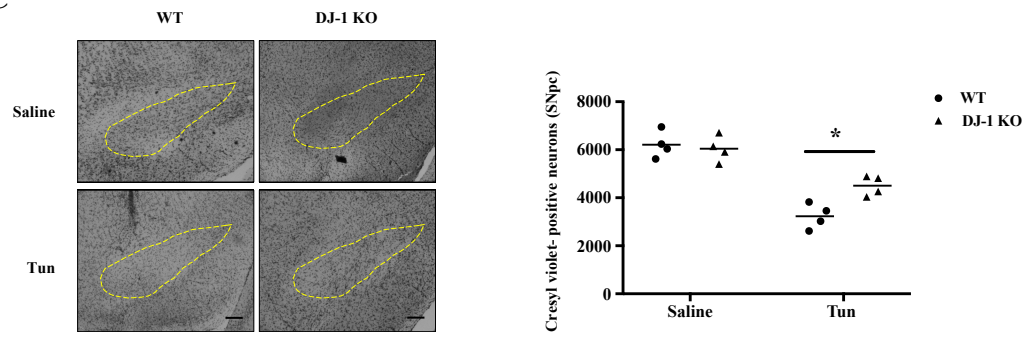 WT
DJ-1 KO
Saline
Tun
Cresyl violet- positive neurons (SNpc)
8000
6000
4000
2000
0
*
Saline
Tun
WT
DJ-1 KO